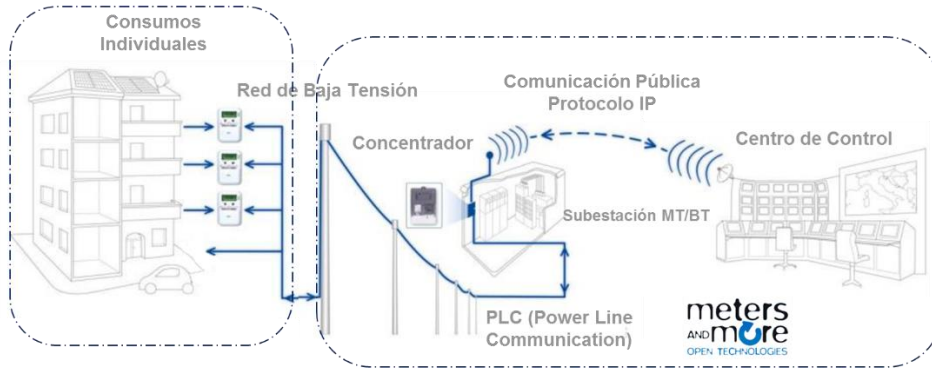 Consumos
Individuales
Red de Baja Tensión
Comunicación Pública
Protocolo IP
Concentrador
Centro de Control
Subestación MT/BT
PLC (Power Line
Communication)
meters
AND more
OPEN TECHNOLOGIES